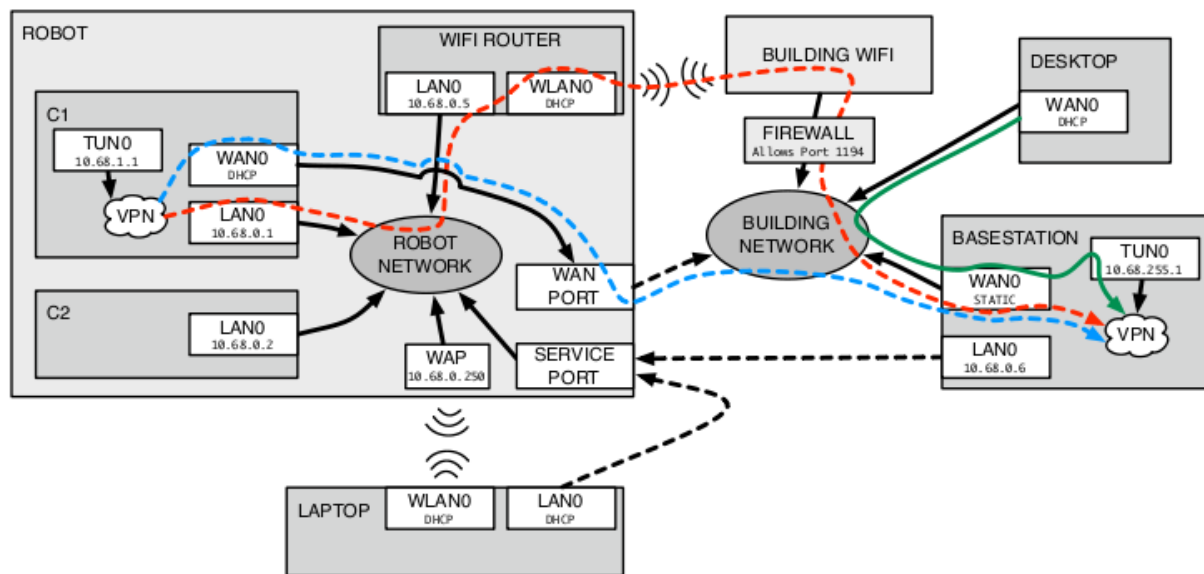 ROBOT
WIFI ROUTER
LAN0
10.68.0.5
WLAN0
DHCP
BUILDING WIFI
DESKTOP
WAN0
DHCP
C1
TUN0
10.68.1.1
WAN0
DHCP
VPN
LAN0
10.68.0.1
FIREWALL
Allows Port 1194
ROBOT
NETWORK
BUILDING
NETWORK
WAN
PORT
BASESTATION
TUN0
10.68.255.1
WAN0
STATIC
VPN
LAN0
10.68.0.6
C2
LAN0
10.68.0.2
WAP
10.68.0.250
SERVICE
PORT
LAPTOP
WLAN0
DHCP
LAN0
DHCP